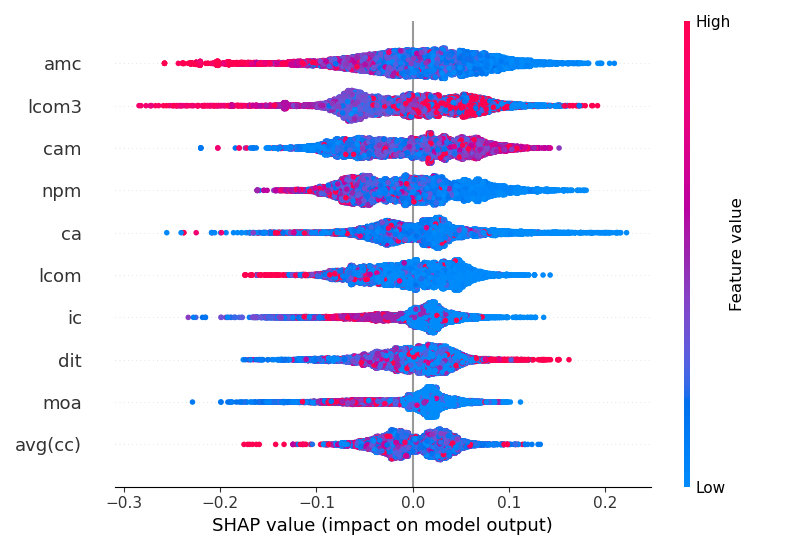 High
amc
lcom3
cam
npm
ca
lcom
ic
dit
moa
avg(cc)
Feature value
Low
−0.3 −0.2 −0.1 0.0 0.1 0.2
SHAP value (impact on model output)